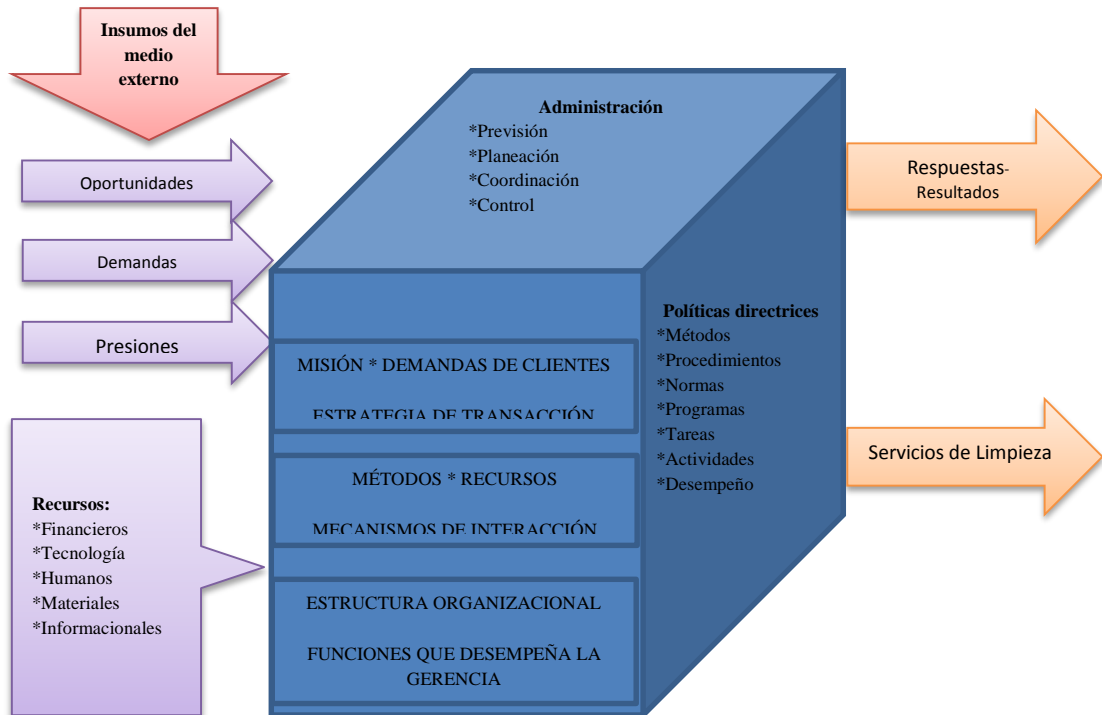 Insumos del
medio
externo
Oportunidades
Demandas
Presiones
Recursos:
*Financieros
*Tecnología
*Humanos
*Materiales
*Informacionales
Administración
*Previsión
*Planeación
*Coordinación
*Control
MISIÓN * DEMANDAS DE CLIENTES
ESTRATEGIA DE TRANSACCIÓN
MÉTODOS * RECURSOS
MECANISMOS DE INTERACCIÓN
ESTRUCTURA ORGANIZACIONAL
FUNCIONES QUE DESEMPEÑA LA
GERENCIA
Políticas directrices
*Métodos
*Procedimientos
*Normas
*Programas
*Tareas
*Actividades
*Desempeño
Respuestas-
Resultados
Servicios de Limpieza